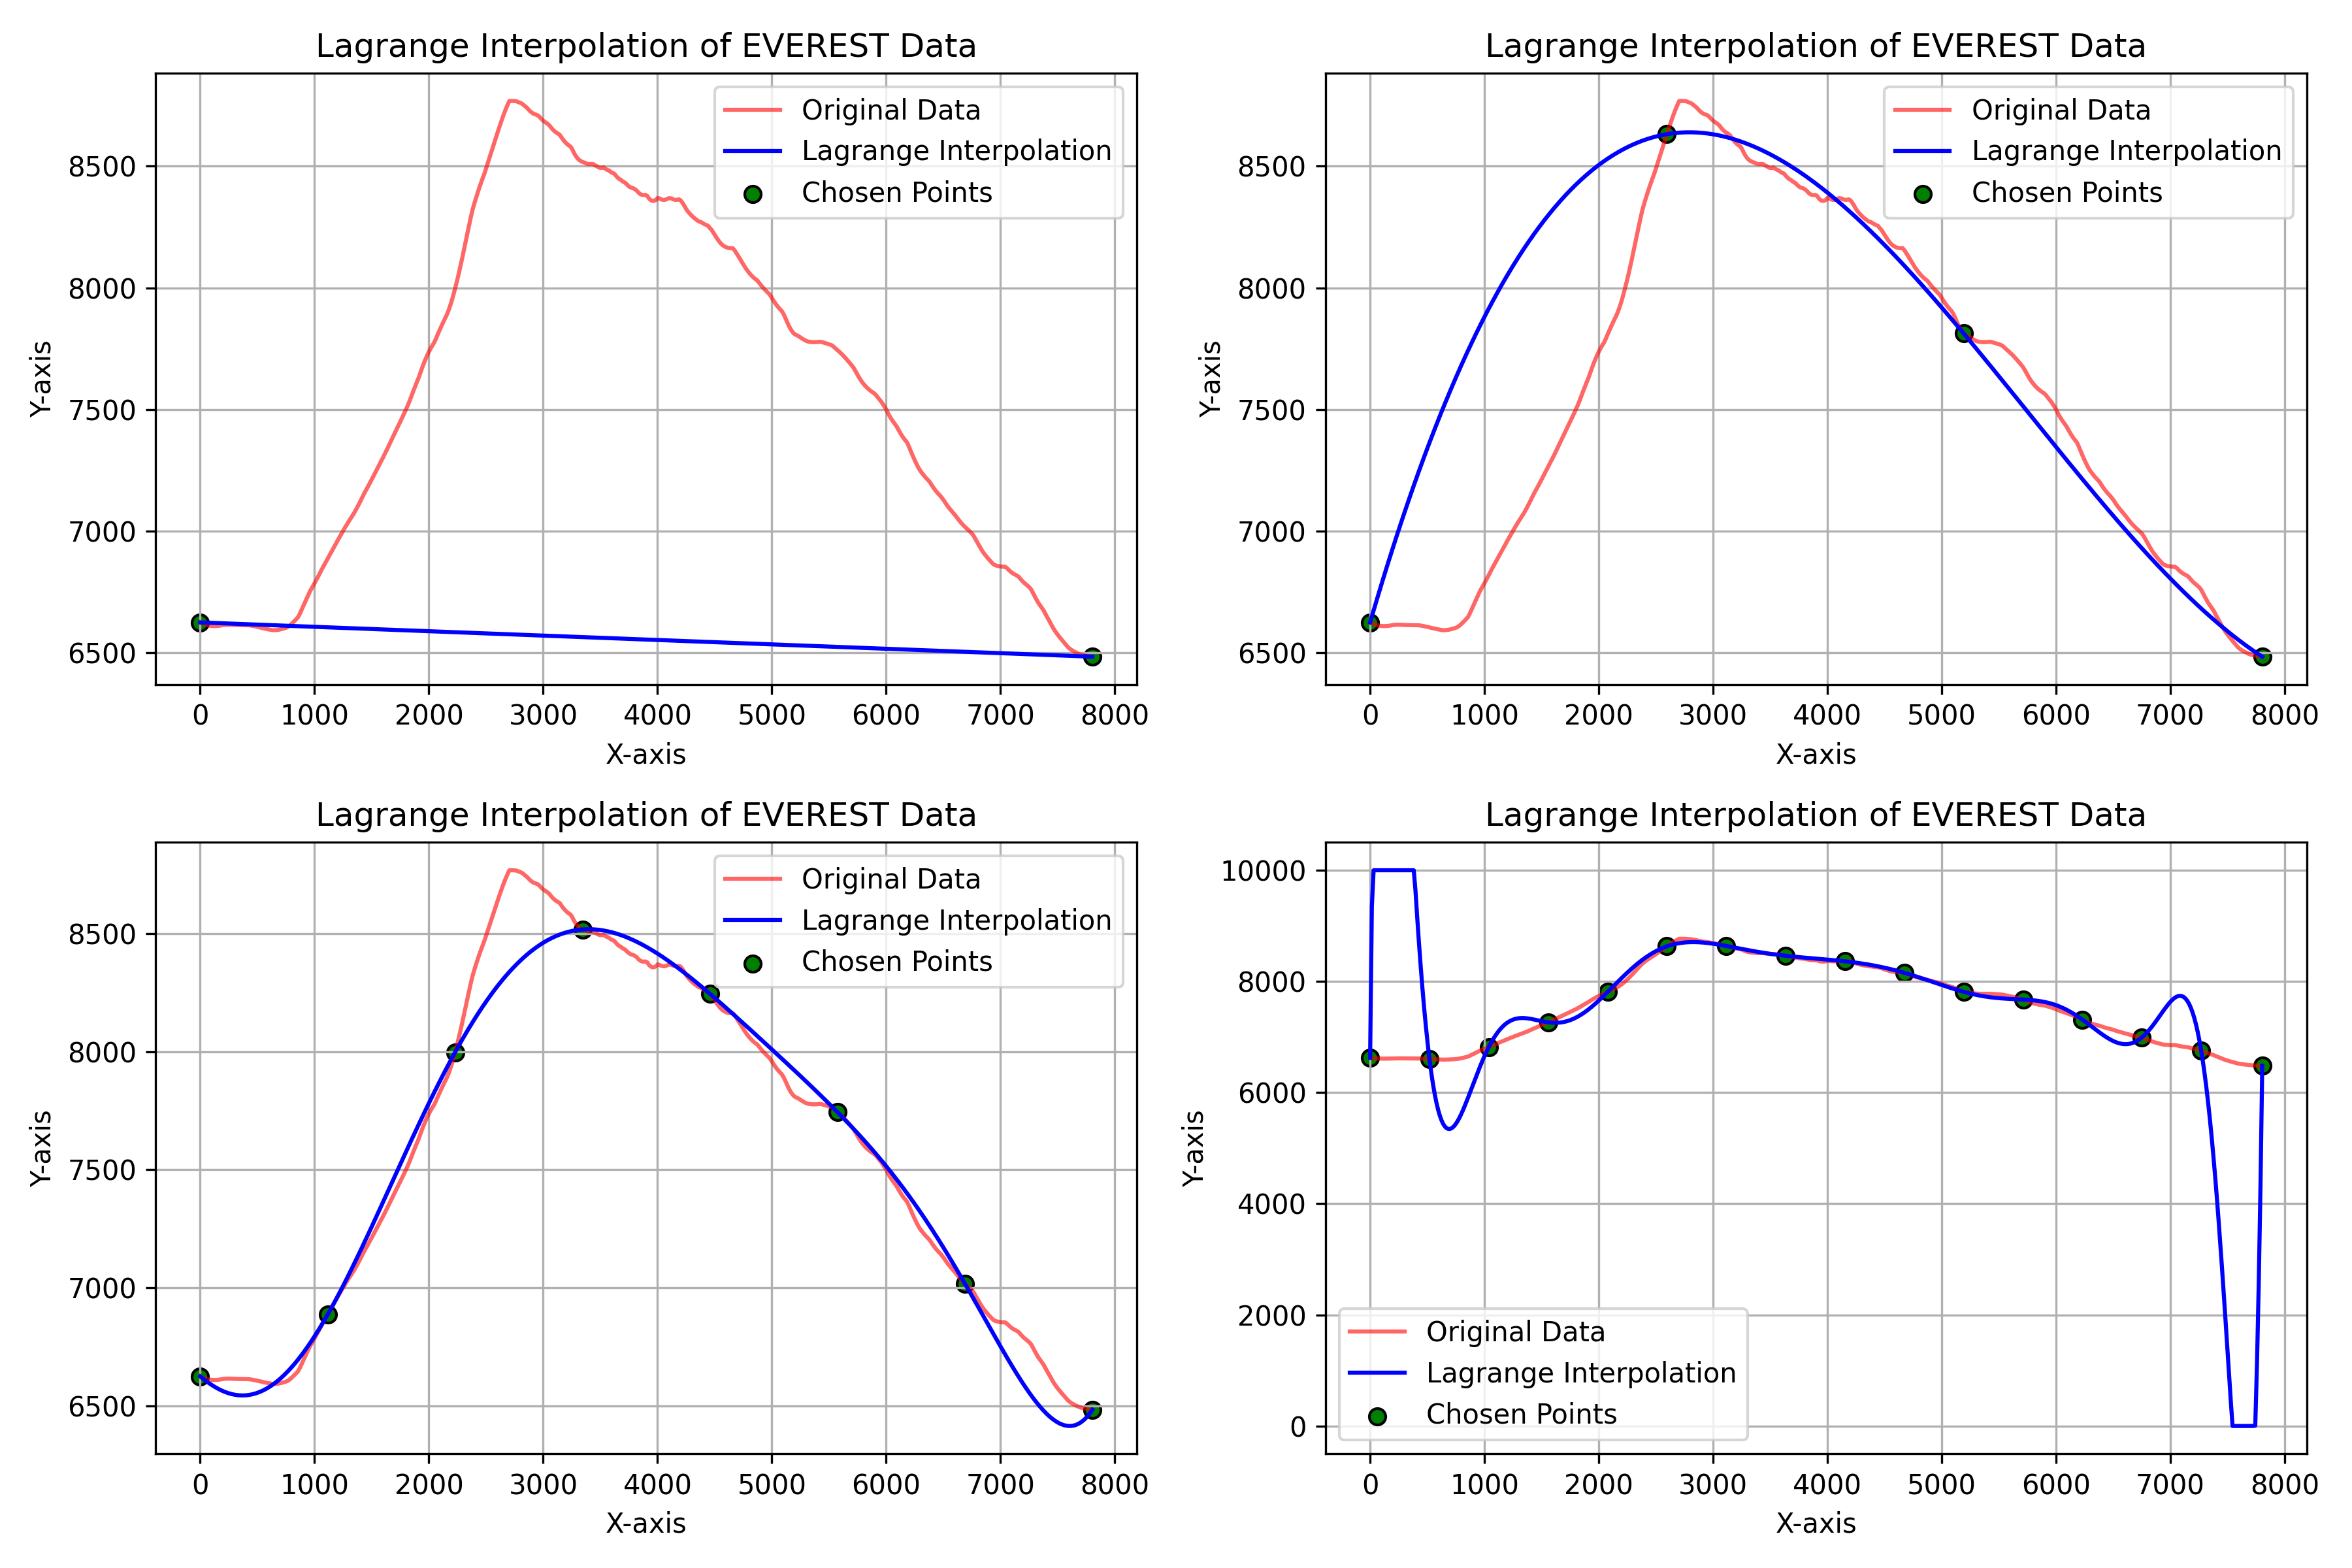 Lagrange Interpolation of EVEREST Data
Original Data
Lagrange Interpolation
Chosen Points
8500
8000
7500
7000
6500
Y-axis
0 1000 2000 3000 4000 5000 6000 7000 8000
X-axis
Lagrange Interpolation of EVEREST Data
Original Data
Lagrange Interpolation
Chosen Points
8500
8000
7500
7000
6500
Y-axis
0 1000 2000 3000 4000 5000 6000 7000 8000
X-axis
Lagrange Interpolation of EVEREST Data
Original Data
Lagrange Interpolation
Chosen Points
8500
8000
7500
7000
6500
Y-axis
0 1000 2000 3000 4000 5000 6000 7000 8000
X-axis
Lagrange Interpolation of EVEREST Data
10000
8000
6000
4000
2000
0
Y-axis
Original Data
Lagrange Interpolation
Chosen Points
0 1000 2000 3000 4000 5000 6000 7000 8000
X-axis